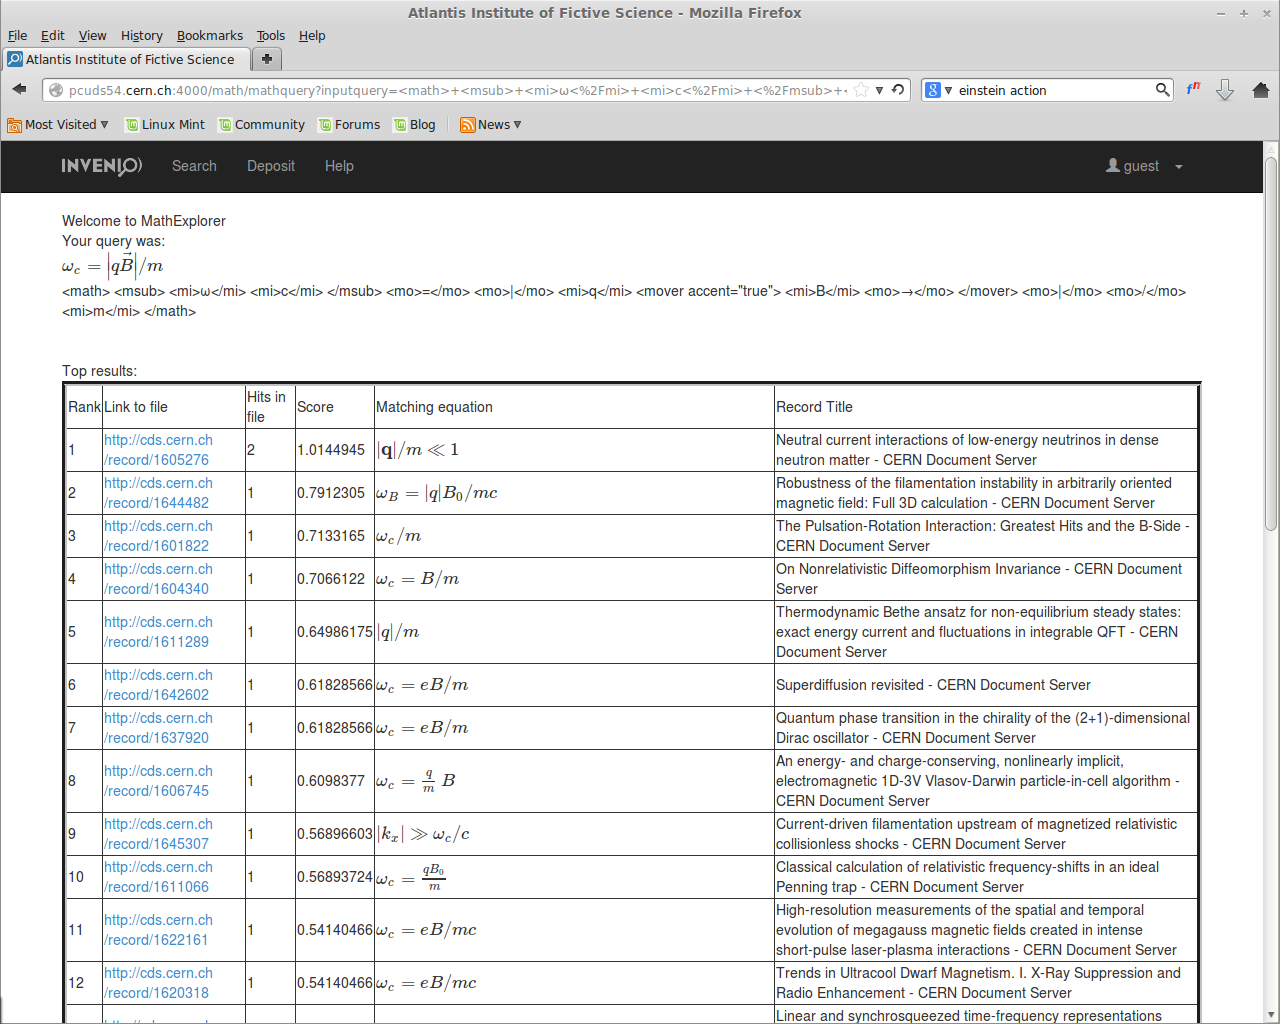 Atlantis Institute of Fictive Science - Mozilla Firefox
File Edit View History Bookmarks Tools Help
Atlantis Institute of Fictive Science
pcuds54.cern.ch:4000/math/mathquery?inputquery=<math>+<msub>+<mi>ω<%2Fmi>+<mi>c<%2Fmi>+<%2Fmsub>+<
einstein action
Most Visited Linux Mint Community Forums Blog News
INVENIO Search Deposit Help guest
Welcome to MathExplorer
Your query was:
ω_c = |qB⃗|/m
<math> <msub> <mi>ω</mi> <mi>c</mi> </msub> <mo>=</mo> <mo>|</mo> <mi>q</mi> <mover accent="true"> <mi>B</mi> <mo>→</mo> </mover> <mo>|</mo> <mo>/</mo>
<mi>m</mi> </math>
Top results:
Rank Link to file Hits in file Score Matching equation Record Title
1 http://cds.cern.ch/record/1605276 2 1.0144945 |q|/m ≪ 1 Neutral current interactions of low-energy neutrinos in dense neutron matter - CERN Document Server
2 http://cds.cern.ch/record/1644482 1 0.7912305 ω_B = |q|B_0/mc Robustness of the filamentation instability in arbitrarily oriented magnetic field: Full 3D calculation - CERN Document Server
3 http://cds.cern.ch/record/1601822 1 0.7133165 ω_c/m The Pulsation-Rotation Interaction: Greatest Hits and the B-Side - CERN Document Server
4 http://cds.cern.ch/record/1604340 1 0.7066122 ω_c = B/m On Nonrelativistic Diffeomorphism Invariance - CERN Document Server
5 http://cds.cern.ch/record/1611289 1 0.64986175 |q|/m Thermodynamic Bethe ansatz for non-equilibrium steady states: exact energy current and fluctuations in integrable QFT - CERN Document Server
6 http://cds.cern.ch/record/1642602 1 0.61828566 ω_c = eB/m Superdiffusion revisited - CERN Document Server
7 http://cds.cern.ch/record/1637920 1 0.61828566 ω_c = eB/m Quantum phase transition in the chirality of the (2+1)-dimensional Dirac oscillator - CERN Document Server
8 http://cds.cern.ch/record/1606745 1 0.6098377 ω_c = q/m B An energy- and charge-conserving, nonlinearly implicit, electromagnetic 1D-3V Vlasov-Darwin particle-in-cell algorithm - CERN Document Server
9 http://cds.cern.ch/record/1645307 1 0.56896603 |k_x| ≫ ω_c/c Current-driven filamentation upstream of magnetized relativistic collisionless shocks - CERN Document Server
10 http://cds.cern.ch/record/1611066 1 0.56893724 ω_c = qB_0/m Classical calculation of relativistic frequency-shifts in an ideal Penning trap - CERN Document Server
11 http://cds.cern.ch/record/1622161 1 0.54140466 ω_c = eB/mc High-resolution measurements of the spatial and temporal evolution of megagauss magnetic fields created in intense short-pulse laser-plasma interactions - CERN Document Server
12 http://cds.cern.ch/record/1620318 1 0.54140466 ω_c = eB/mc Trends in Ultracool Dwarf Magnetism. I. X-Ray Suppression and Radio Enhancement - CERN Document Server
Linear and synchrosqueezed time-frequency representations